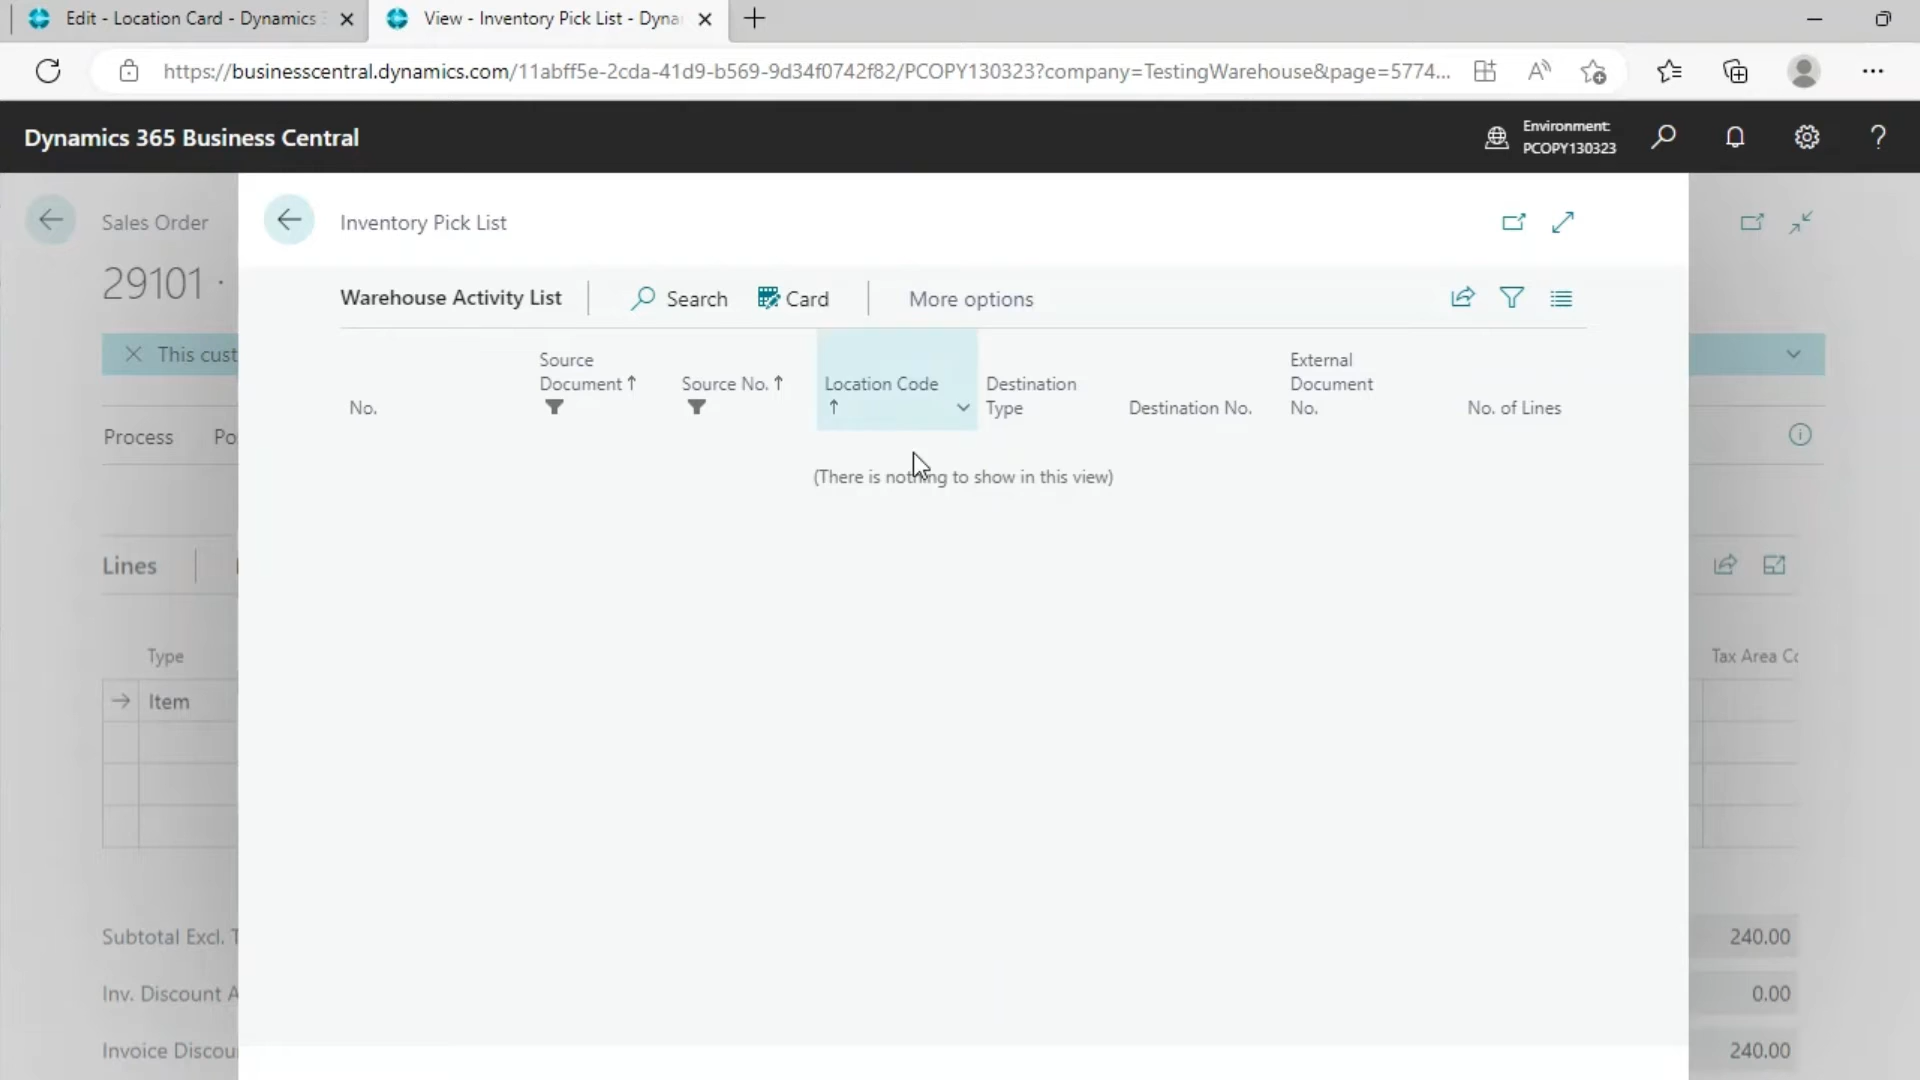 Edit - Location Card - Dynamics
View - Inventory Pick List - Dyna
https://businesscentral.dynamics.com/11abff5e-2cda-41d9-b569-9d34f0742f82/PCOPY130323?company=TestingWarehouse&page=5774...
Dynamics 365 Business Central
Environment:
PCOPY130323
?
Sales Order
Inventory Pick List
29101 ·
Warehouse Activity List
Search
Card
More options
This cust
No.
Source
Document ↑
Source No. ↑
Location Code
↑
Destination
Type
Destination No.
External
Document
No.
No. of Lines
Process
Po
(There is nothing to show in this view)
Lines
Type
Tax Area Co
→ Item
Subtotal Excl. T
240.00
Inv. Discount A
0.00
Invoice Discou
240.00